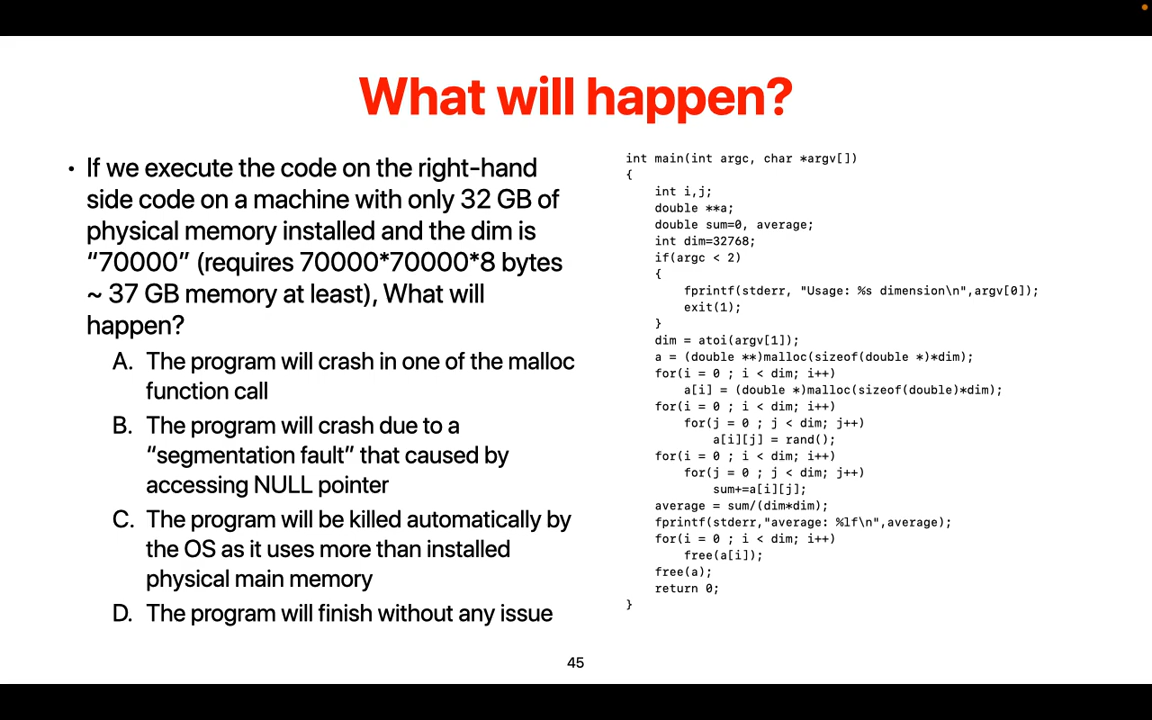 What will happen?
• If we execute the code on the right-hand
side code on a machine with only 32 GB of
physical memory installed and the dim is
“70000” (requires 70000*70000*8 bytes
~ 37 GB memory at least), What will
happen?
A. The program will crash in one of the malloc
function call
B. The program will crash due to a
“segmentation fault” that caused by
accessing NULL pointer
C. The program will be killed automatically by
the OS as it uses more than installed
physical main memory
D. The program will finish without any issue
int main(int argc, char *argv[])
{
    int i,j;
    double **a;
    double sum=0, average;
    int dim=32768;
    if(argc < 2)
    {
        fprintf(stderr, "Usage: %s dimension\n",argv[0]);
        exit(1);
    }
    dim = atoi(argv[1]);
    a = (double **)malloc(sizeof(double *)*dim);
    for(i = 0 ; i < dim; i++)
        a[i] = (double *)malloc(sizeof(double)*dim);
    for(i = 0 ; i < dim; i++)
        for(j = 0 ; j < dim; j++)
            a[i][j] = rand();
    for(i = 0 ; i < dim; i++)
        for(j = 0 ; j < dim; j++)
            sum+=a[i][j];
    average = sum/(dim*dim);
    fprintf(stderr,"average: %lf\n",average);
    for(i = 0 ; i < dim; i++)
        free(a[i]);
    free(a);
    return 0;
}
45